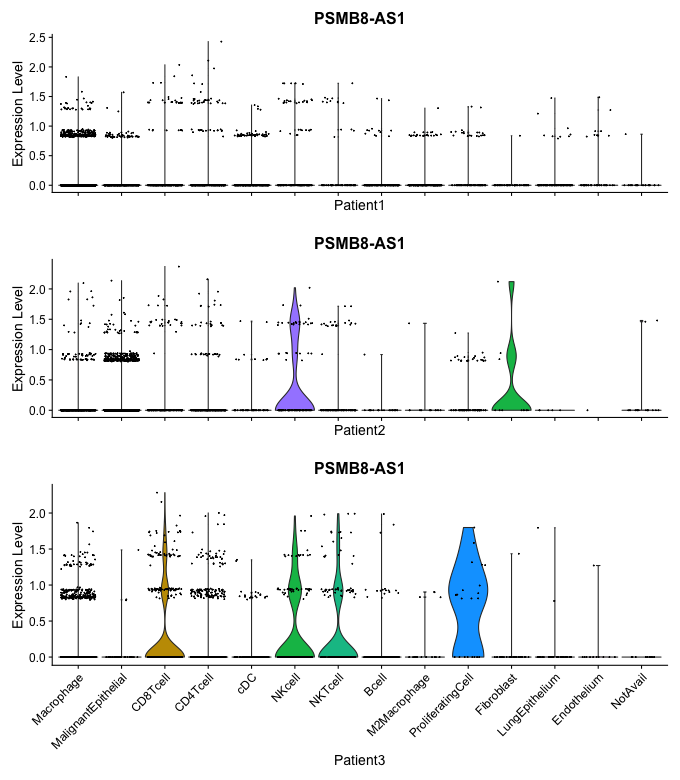 PSMB8-AS1
Expression Level
2.5
2.0
1.5
1.0
0.5
0.0
Patient1
PSMB8-AS1
Expression Level
2.0
1.5
1.0
0.5
0.0
Patient2
PSMB8-AS1
Expression Level
2.0
1.5
1.0
0.5
0.0
Macrophage
MalignantEpithelial
CD8Tcell
CD4Tcell
cDC
NKcell
NKTcell
Bcell
M2Macrophage
ProliferatingCell
Fibroblast
LungEpithelium
Endothelium
NotAvail
Patient3